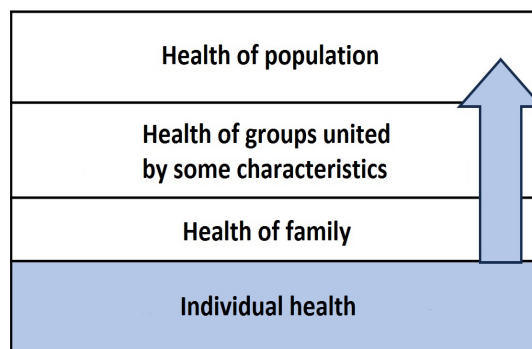 Health of population
Health of groups united
by some characteristics
Health of family
Individual health